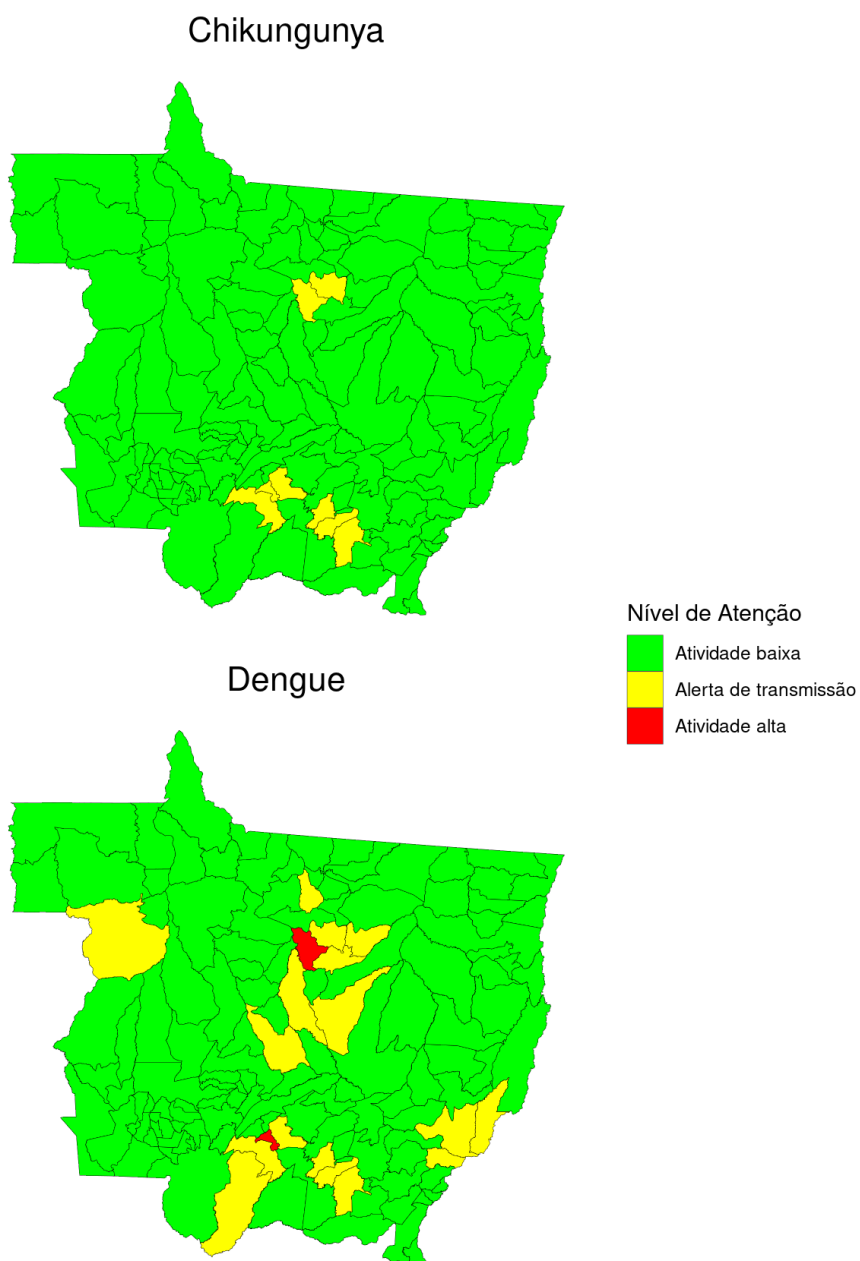 Chikungunya
Nível de Atenção
Atividade baixa
Alerta de transmissão
Atividade alta
Dengue